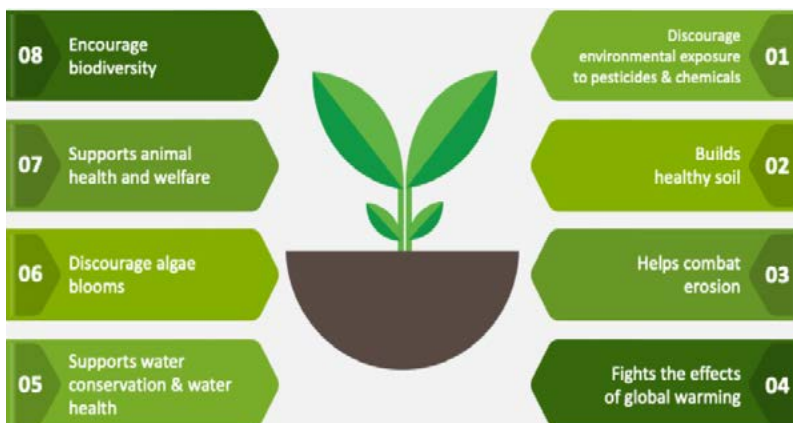 08
Encourage
biodiversity
07
Supports animal
health and welfare
06
Discourage algae
blooms
05
Supports water
conservation & water
health
Discourage
environmental exposure
to pesticides & chemicals
01
Builds
healthy soil
02
Helps combat
erosion
03
Fights the effects
of global warming
04